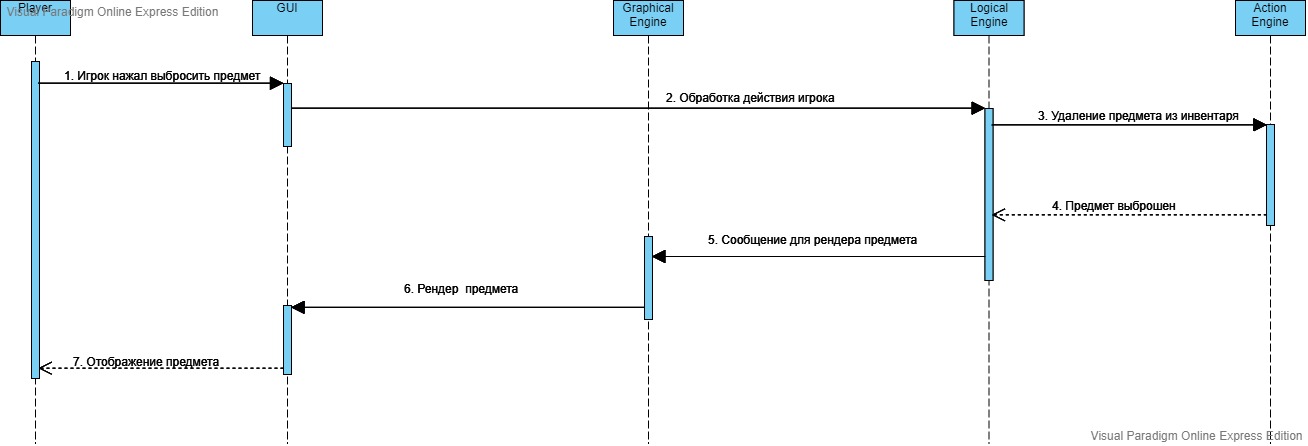 Visual Paradigm Online Express Edition
Player
GUI
Graphical
Engine
Logical
Engine
Action
Engine
1. Игрок нажал выбросить предмет
2. Обработка действия игрока
3. Удаление предмета из инвентаря
4. Предмет выброшен
5. Сообщение для рендера предмета
6. Рендер предмета
7. Отображение предмета
Visual Paradigm Online Express Edition